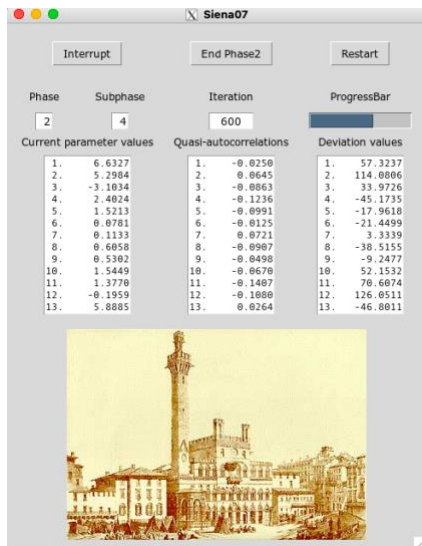 Siena07
Interrupt End Phase2 Restart
Phase Subphase Iteration ProgressBar
2 4 600
Current parameter values Quasi-autocorrelations Deviation values
1. 6.6327 1. -0.0250 1. 57.3237
2. 5.2984 2. 0.0645 2. 114.0806
3. -3.1034 3. -0.0863 3. 33.9726
4. 2.4024 4. -0.1236 4. -45.1735
5. 1.5213 5. -0.0991 5. -17.9618
6. 0.0781 6. -0.0125 6. -21.4499
7. 0.1133 7. 0.0721 7. 3.3339
8. 0.6058 8. -0.0907 8. -38.5155
9. 0.5302 9. -0.0498 9. -9.2477
10. 1.5449 10. -0.0670 10. 52.1532
11. 1.3770 11. -0.1407 11. 70.6074
12. -0.1959 12. -0.1080 12. 126.0511
13. 5.8885 13. 0.0264 13. -46.8011